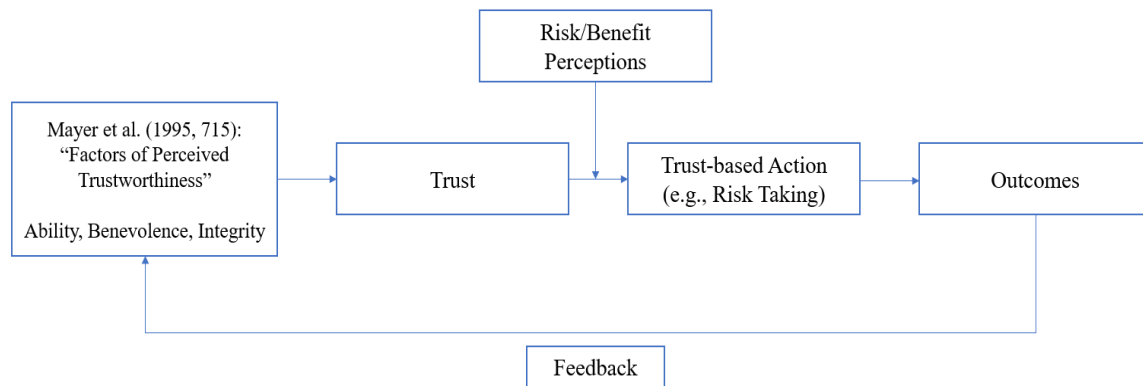 Risk/Benefit
Perceptions
Mayer et al. (1995, 715):
“Factors of Perceived
Trustworthiness”
Ability, Benevolence, Integrity
Trust
Trust-based Action
(e.g., Risk Taking)
Outcomes
Feedback